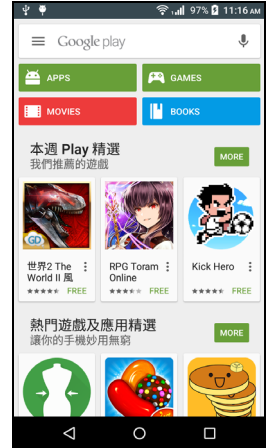 97% 11:16 AM
Google play
APPS
GAMES
MOVIES
BOOKS
本週 Play 精選
我們推薦的遊戲
MORE
GD
世界2 The
World II 風
FREE
RPG Toram
Online
FREE
Kick Hero
FREE
熱門遊戲及應用精選
讓你的手機妙用無窮
MORE